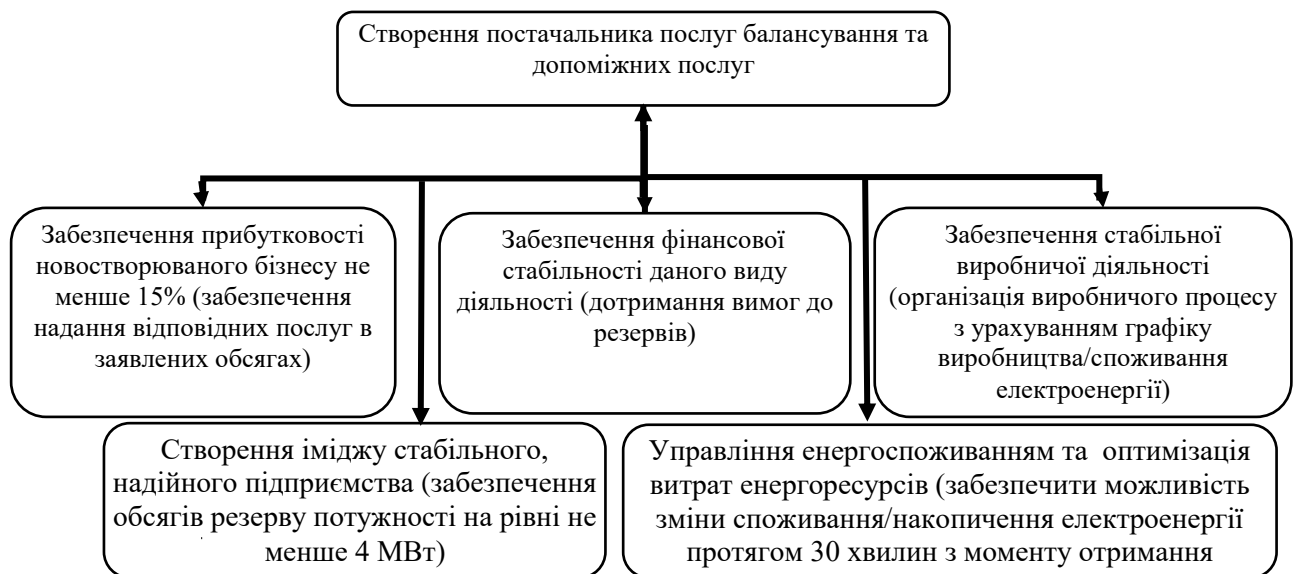 Створення постачальника послуг балансування та
допоміжних послуг
Забезпечення прибутковості
новостворюваного бізнесу не
менше 15% (забезпечення
надання відповідних послуг в
заявлених обсягах)
Забезпечення фінансової
стабільності даного виду
діяльності (дотримання вимог до
резервів)
Забезпечення стабільної
виробничої діяльності
(організація виробничого процесу
з урахуванням графіку
виробництва/споживання
електроенергії)
Створення іміджу стабільного,
надійного підприємства (забезпечення
обсягів резерву потужності на рівні не
менше 4 МВт)
Управління енергоспоживанням та оптимізація
витрат енергоресурсів (забезпечити можливість
зміни споживання/накопичення електроенергії
протягом 30 хвилин з моменту отримання